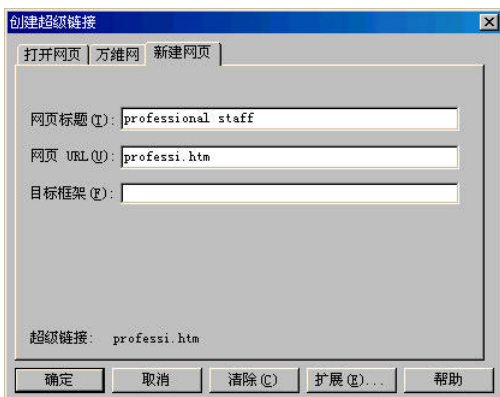 创建超级链接
打开网页 万維网 新建网页
网页标题(T): professional staff
网页 URL(U): professi.htm
目标框架(F):
超级链接: professi.htm
确定 取消 清除(C) 扩展(E)... 帮助